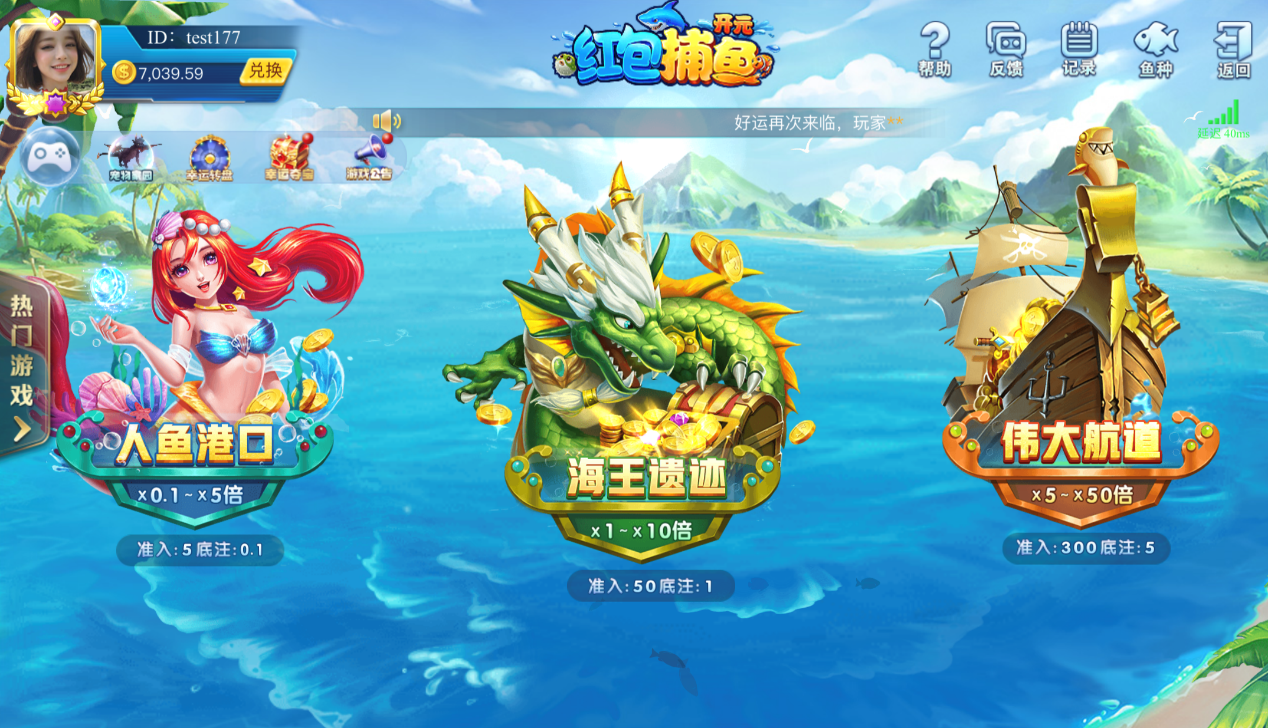 ID: test177
$ 7,039.59
兑换
开元
红包捕鱼
帮助
反馈
记录
鱼种
返回
好运再次来临，玩家**
延迟 40ms
宠物乐园
幸运转盘
幸运夺宝
游戏公告
热门游戏
人鱼港口
x0.1~x5倍
准入:5 底注:0.1
海王遗迹
x1~x10倍
准入:50 底注:1
伟大航道
x5~x50倍
准入:300 底注:5